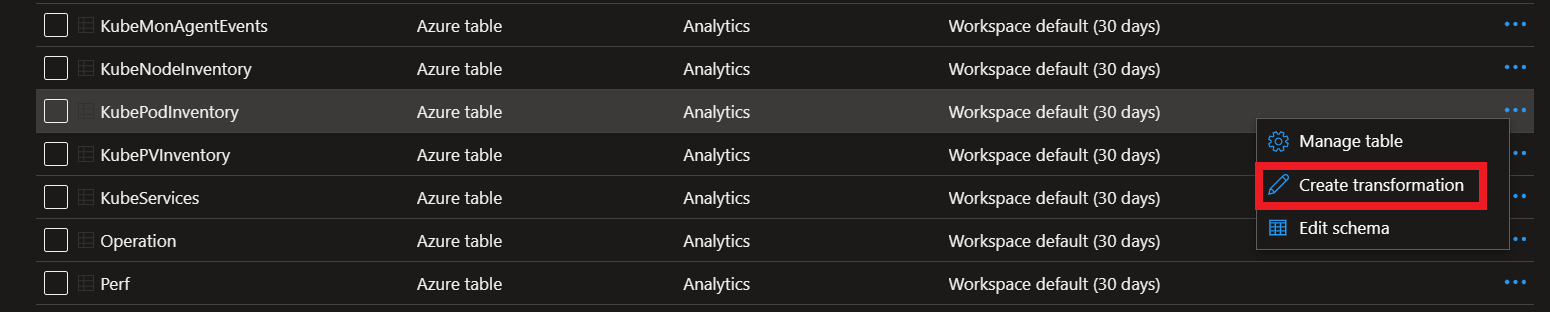 KubeMonAgentEvents Azure table Analytics Workspace default (30 days)
KubeNodeInventory Azure table Analytics Workspace default (30 days)
KubePodInventory Azure table Analytics Workspace default (30 days)
Manage table
KubePVInventory Azure table Analytics Workspace default (30 days)
Create transformation
KubeServices Azure table Analytics Workspace default (30 days)
Edit schema
Operation Azure table Analytics Workspace default (30 days)
Perf Azure table Analytics Workspace default (30 days)